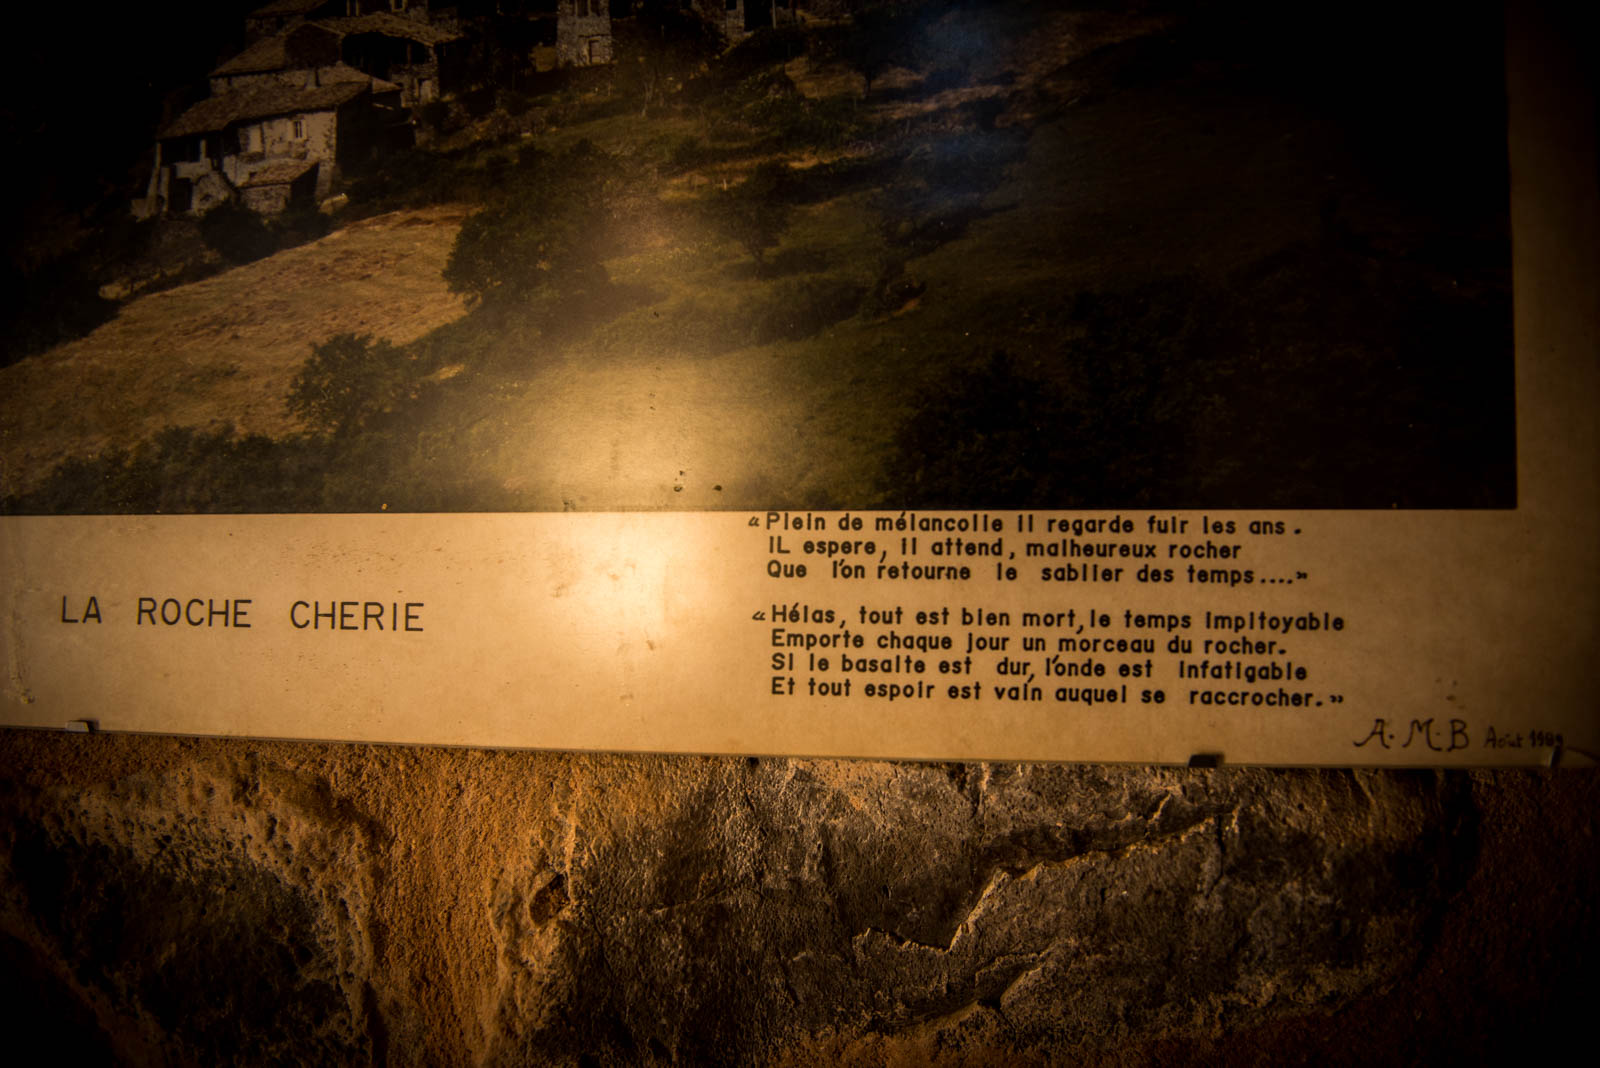 LA ROCHE CHERIE
« Plein de mélancolie il regarde fuir les ans.
IL espere, il attend, malheureux rocher
Que l'on retourne le sablier des temps....»
« Hélas, tout est bien mort, le temps impitoyable
Emporte chaque jour un morceau du rocher.
Si le basalte est dur, l'onde est infatigable
Et tout espoir est vain auquel se raccrocher.»
A. M. B Août